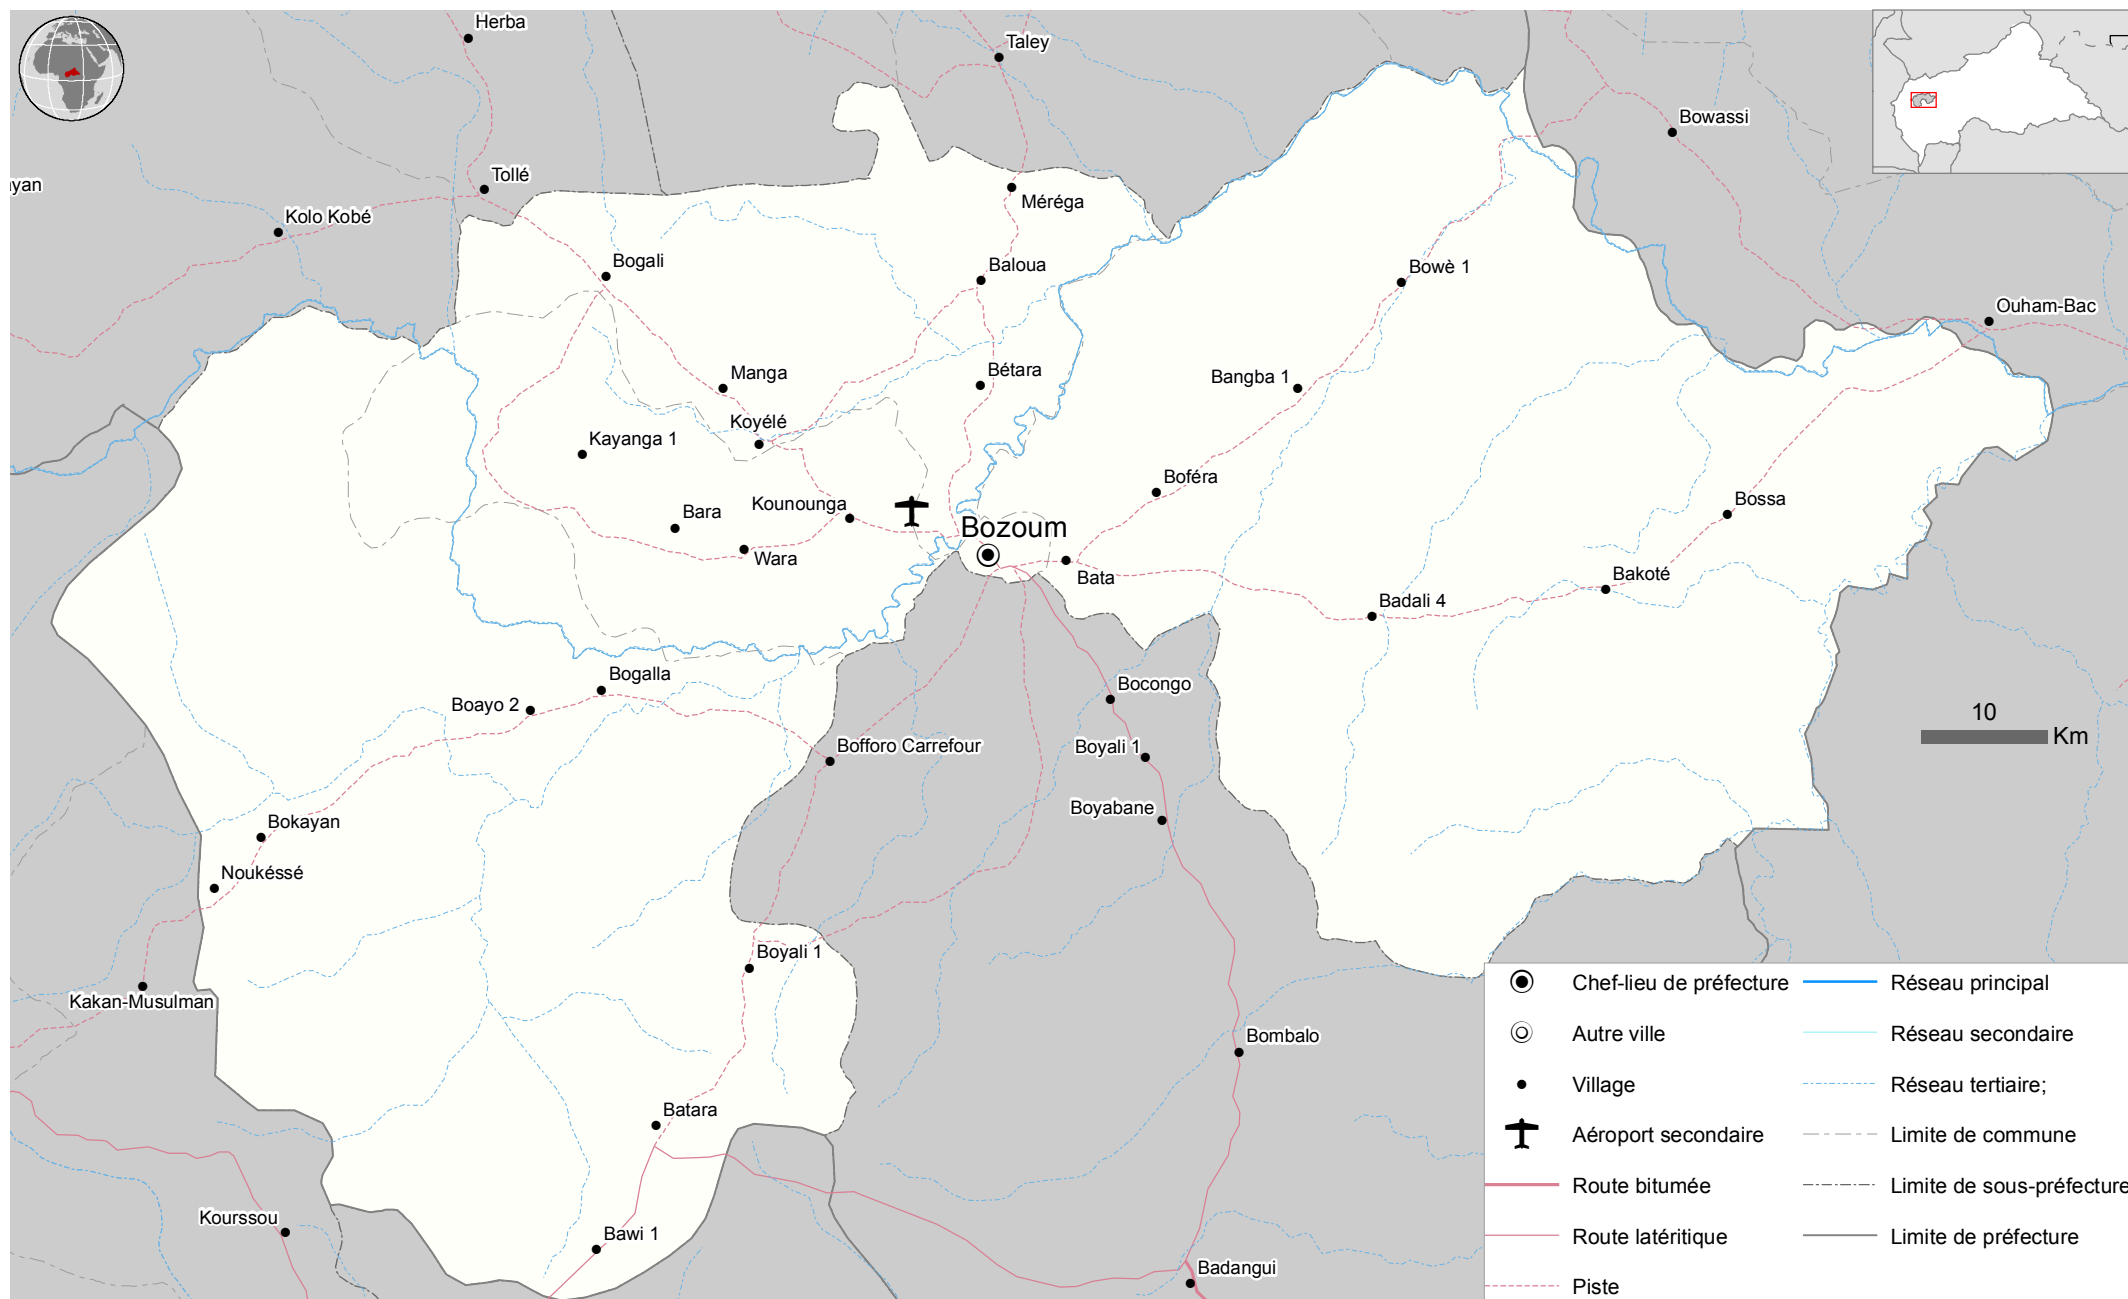 Herba
Taley
Bowassi
ayan
Tollé
Kolo Kobé
Méréga
Bogali
Baloua
Bowè 1
Ouham-Bac
Manga
Bétara
Bangba 1
Koyélé
Kayanga 1
Boféra
Bossa
Bara
Kounounga
Bozoum
Wara
Bata
Bakoté
Badali 4
Bogalla
Bocongo
Boayo 2
10
Km
Bofforo Carrefour
Boyali 1
Boyabane
Bokayan
Noukéssé
Boyali 1
Kakan-Musulman
Bombalo
Batara
Kourssou
Bawi 1
Badangui
Chef-lieu de préfecture
Autre ville
Village
Aéroport secondaire
Route bitumée
Route latéritique
Piste
Réseau principal
Réseau secondaire
Réseau tertiaire;
Limite de commune
Limite de sous-préfecture
Limite de préfecture